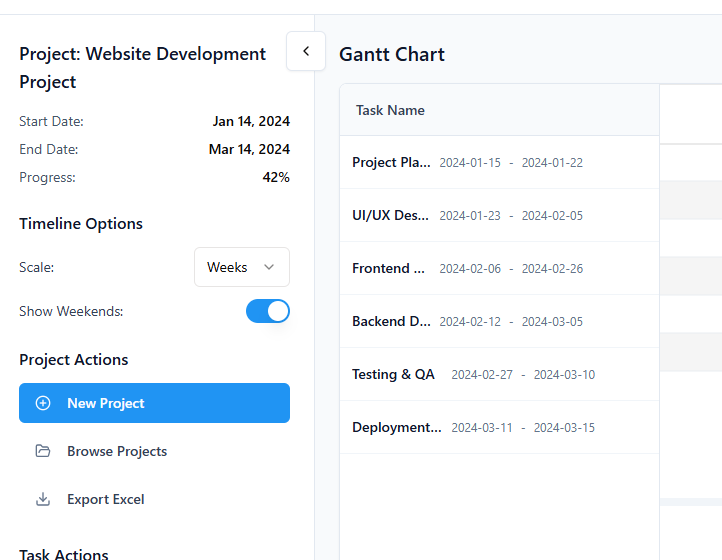 Project: Website Development
Project
Start Date: Jan 14, 2024
End Date: Mar 14, 2024
Progress: 42%
Timeline Options
Scale: Weeks
Show Weekends:
Project Actions
New Project
Browse Projects
Export Excel
Task Actions
Gantt Chart
Task Name
Project Pla... 2024-01-15 - 2024-01-22
UI/UX Des... 2024-01-23 - 2024-02-05
Frontend ... 2024-02-06 - 2024-02-26
Backend D... 2024-02-12 - 2024-03-05
Testing & QA 2024-02-27 - 2024-03-10
Deployment... 2024-03-11 - 2024-03-15